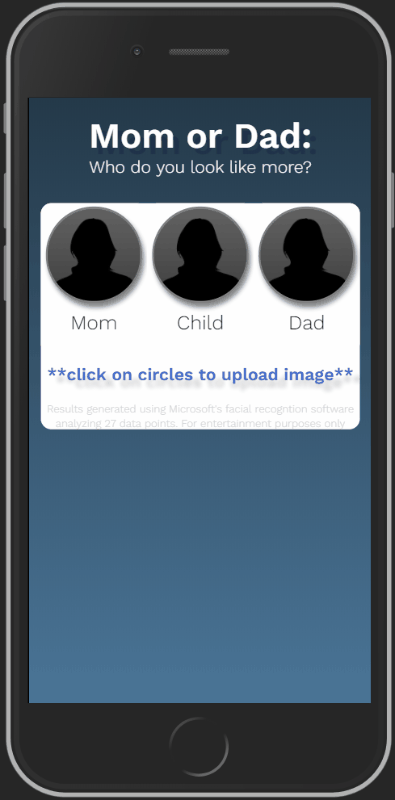 Mom or Dad:
Who do you look like more?
Mom Child Dad
**click on circles to upload image**
Results generated using Microsoft's facial recogntion software
analyzing 27 data points. For entertainment purposes only